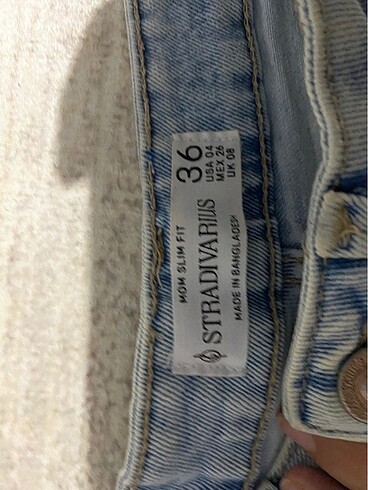 MOM SLIM FIT
STRADIVARIUS
MADE IN BANGLADESH
36
USA 04
MEX 26
UK 08